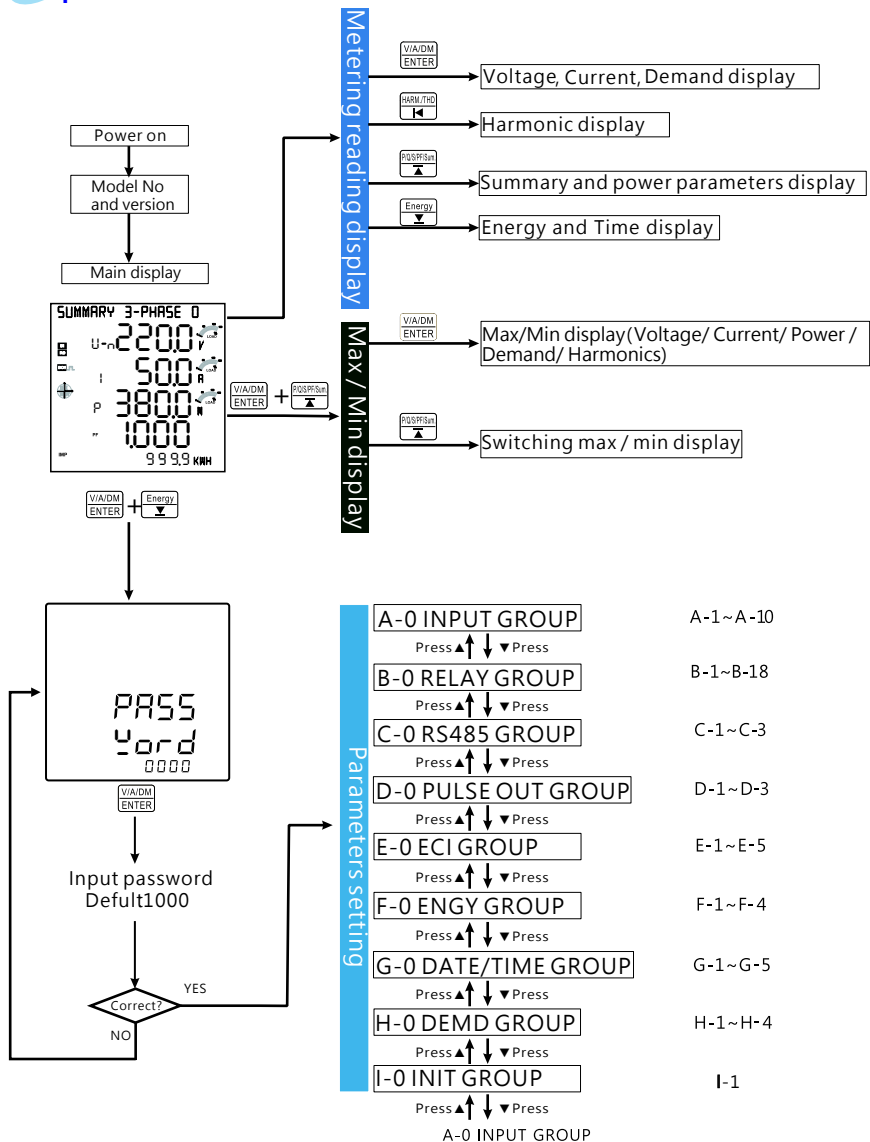 Power on
Model No
and version
Main display
SUMMARY 3-PHASE 0
U-n 220.0 V
LOAD
I 50.0 A
LOAD
P 380.0 W
LOAD
PF 1.000
IMP 999.9 KWH
Metering reading display
V/A/DM
ENTER
Voltage, Current, Demand display
HARM./THD
Harmonic display
P/Q/S/PF/Sum
Summary and power parameters display
Energy
Energy and Time display
V/A/DM
ENTER
+
P/Q/S/PF/Sum
Max / Min display
V/A/DM
ENTER
Max/Min display(Voltage/ Current/ Power /
Demand/ Harmonics)
P/Q/S/PF/Sum
Switching max / min display
V/A/DM
ENTER
+
Energy
PASS
Yord
0000
V/A/DM
ENTER
Input password
Defult1000
Correct?
YES
NO
Parameters setting
A-0 INPUT GROUP A-1~A-10
Press▲ ▼Press
B-0 RELAY GROUP B-1~B-18
Press▲ ▼Press
C-0 RS485 GROUP C-1~C-3
Press▲ ▼Press
D-0 PULSE OUT GROUP D-1~D-3
Press▲ ▼Press
E-0 ECI GROUP E-1~E-5
Press▲ ▼Press
F-0 ENGY GROUP F-1~F-4
Press▲ ▼Press
G-0 DATE/TIME GROUP G-1~G-5
Press▲ ▼Press
H-0 DEMD GROUP H-1~H-4
Press▲ ▼Press
I-0 INIT GROUP I-1
Press▲ ▼Press
A-0 INPUT GROUP